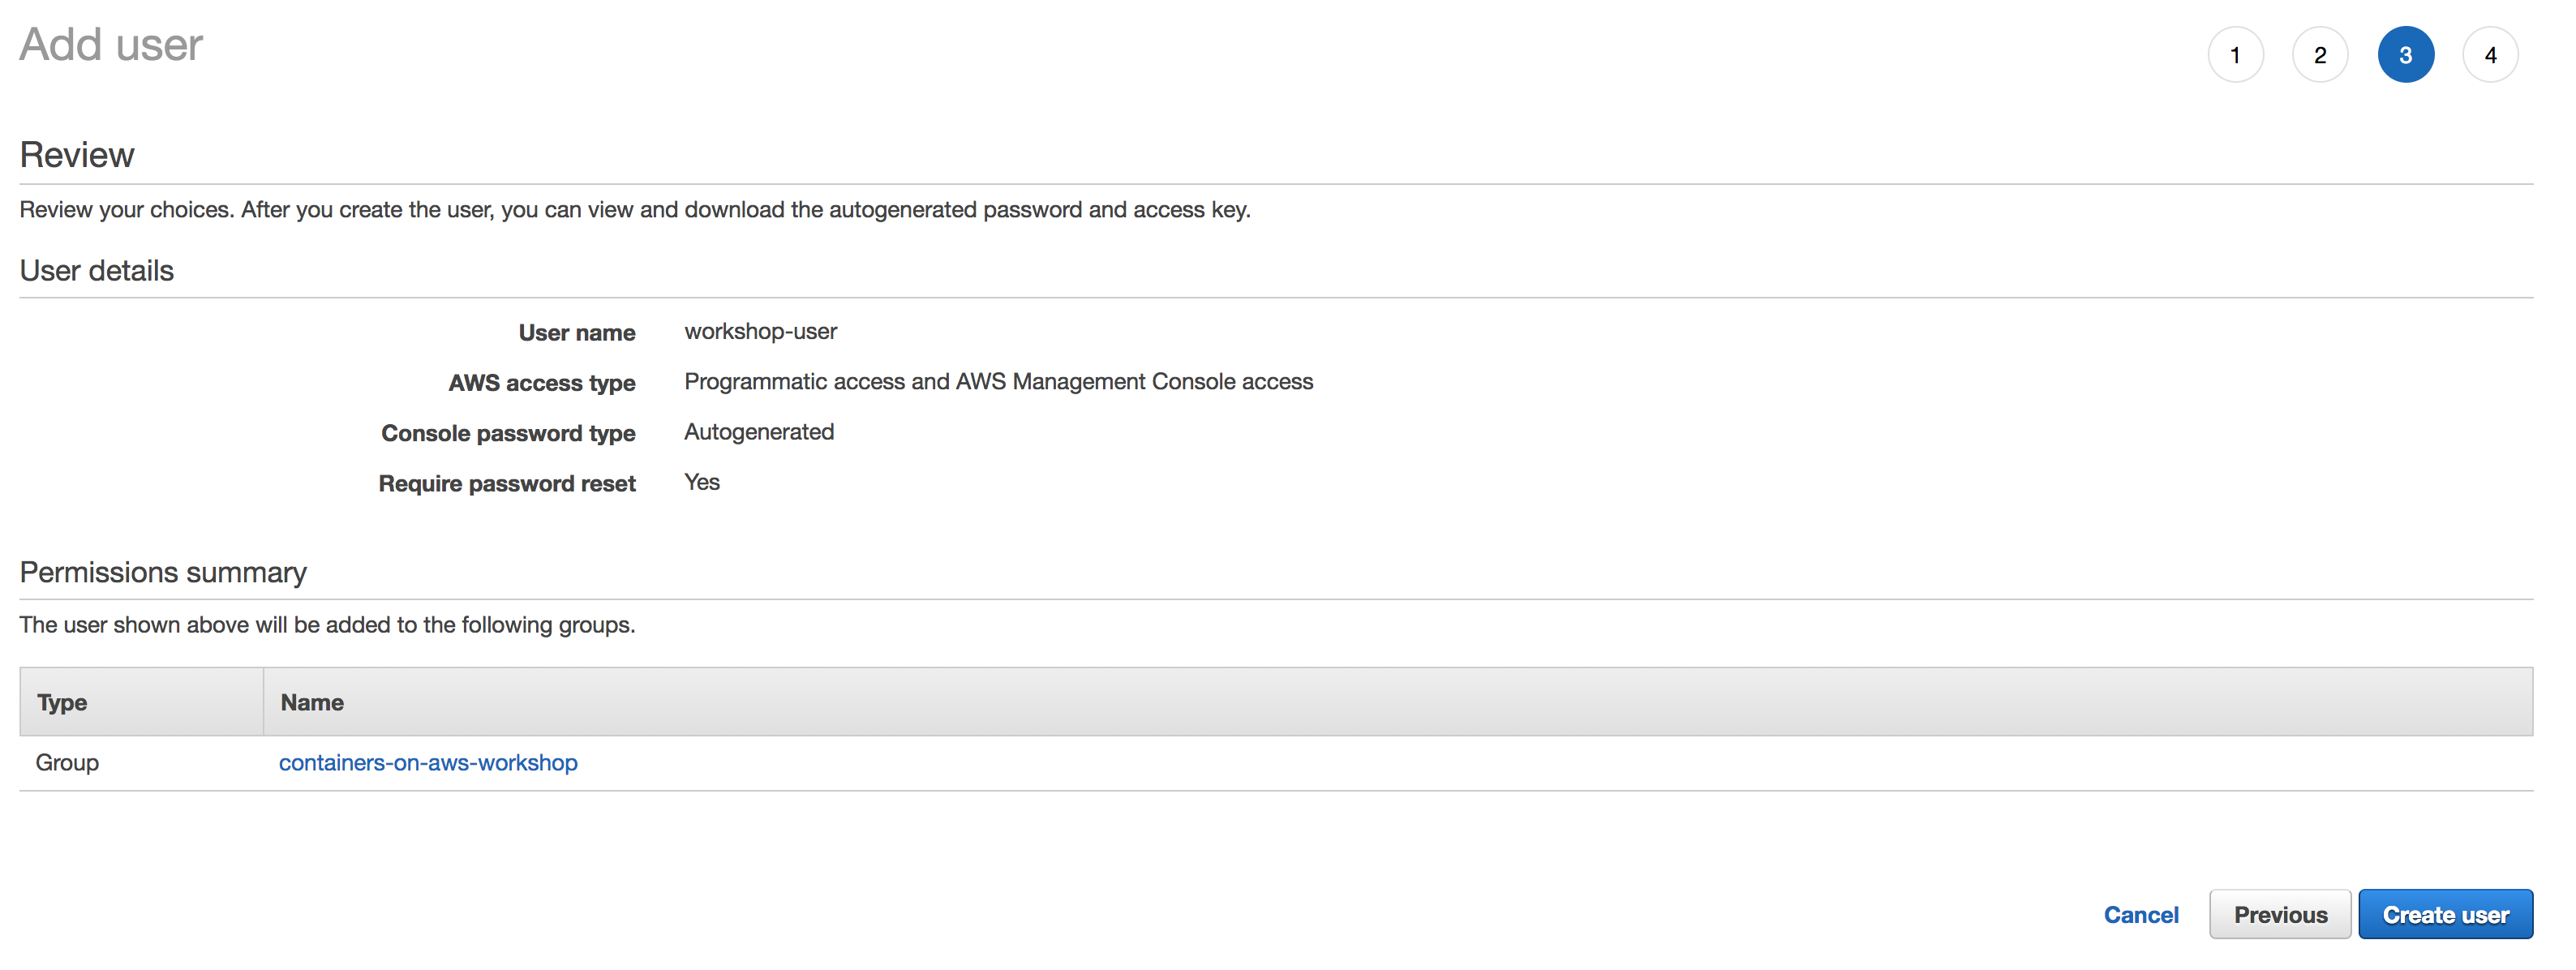 Add user
1 2 3 4
Review
Review your choices. After you create the user, you can view and download the autogenerated password and access key.
User details
User name workshop-user
AWS access type Programmatic access and AWS Management Console access
Console password type Autogenerated
Require password reset Yes
Permissions summary
The user shown above will be added to the following groups.
Type Name
Group containers-on-aws-workshop
Cancel Previous Create user